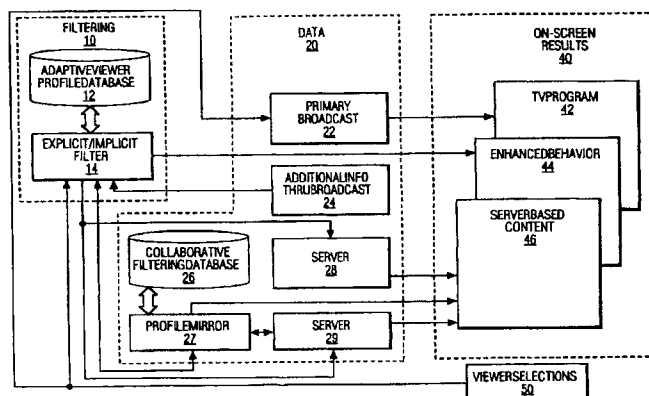 FILTERING
10
ADAPTIVEVIEWER
PROFILEDATABASE
12
EXPLICIT/IMPLICIT
FILTER
14
DATA
20
PRIMARY
BROADCAST
22
ADDITIONALINFO
THRUBROADCAST
24
COLLABORATIVE
FILTERINGDATABASE
26
SERVER
28
PROFILEMIRROR
27
SERVER
29
ON-SCREEN
RESULTS
40
TVPROGRAM
42
ENHANCEDBEHAVIOR
44
SERVERBASED
CONTENT
46
VIEWERSELECTIONS
50